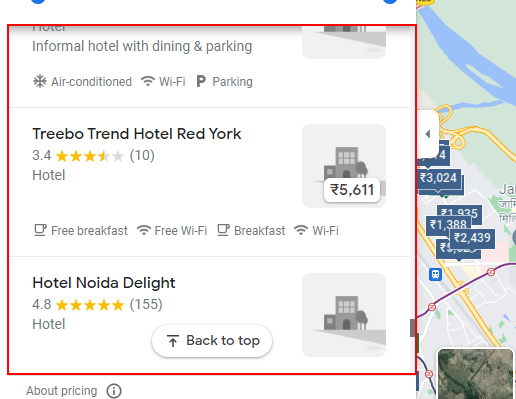 Hotel
Informal hotel with dining & parking
Air-conditioned Wi-Fi Parking
Treebo Trend Hotel Red York
3.4 (10)
Hotel
₹5,611
Free breakfast Free Wi-Fi Breakfast Wi-Fi
Hotel Noida Delight
4.8 (155)
Hotel
Back to top
About pricing
₹3,024
₹1,935
₹1,388
₹2,439